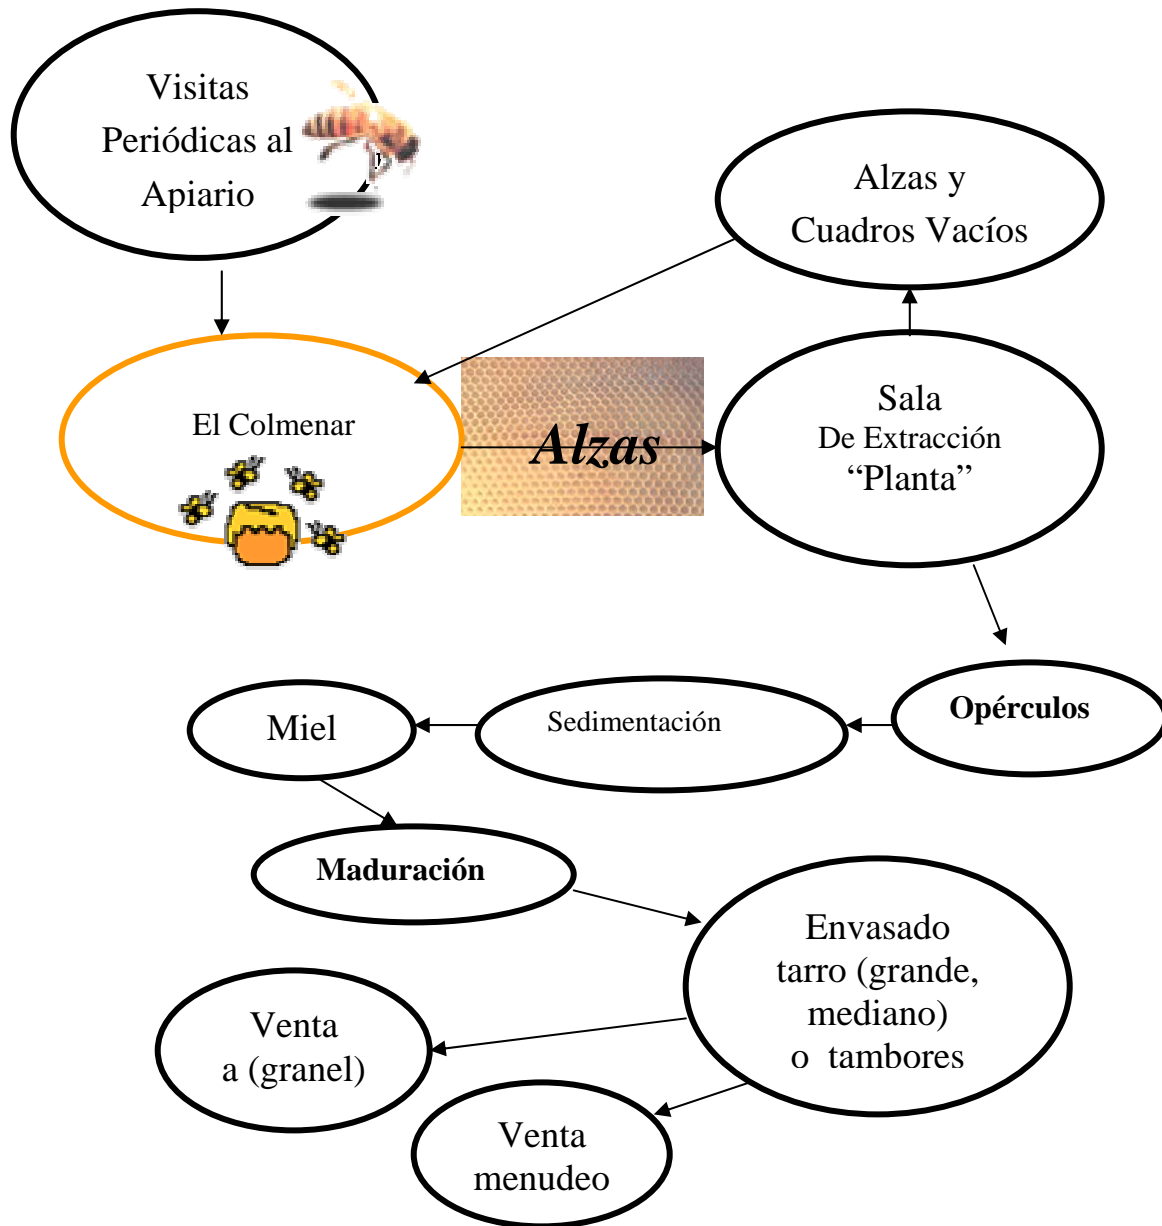 Visitas
Periódicas al
Apiario
Alzas y
Cuadros Vacíos
El Colmenar
Alzas
Sala
De Extracción
“Planta”
Opérculos
Sedimentación
Miel
Maduración
Envasado
tarro (grande,
mediano)
o tambores
Venta
a (granel)
Venta
menudeo